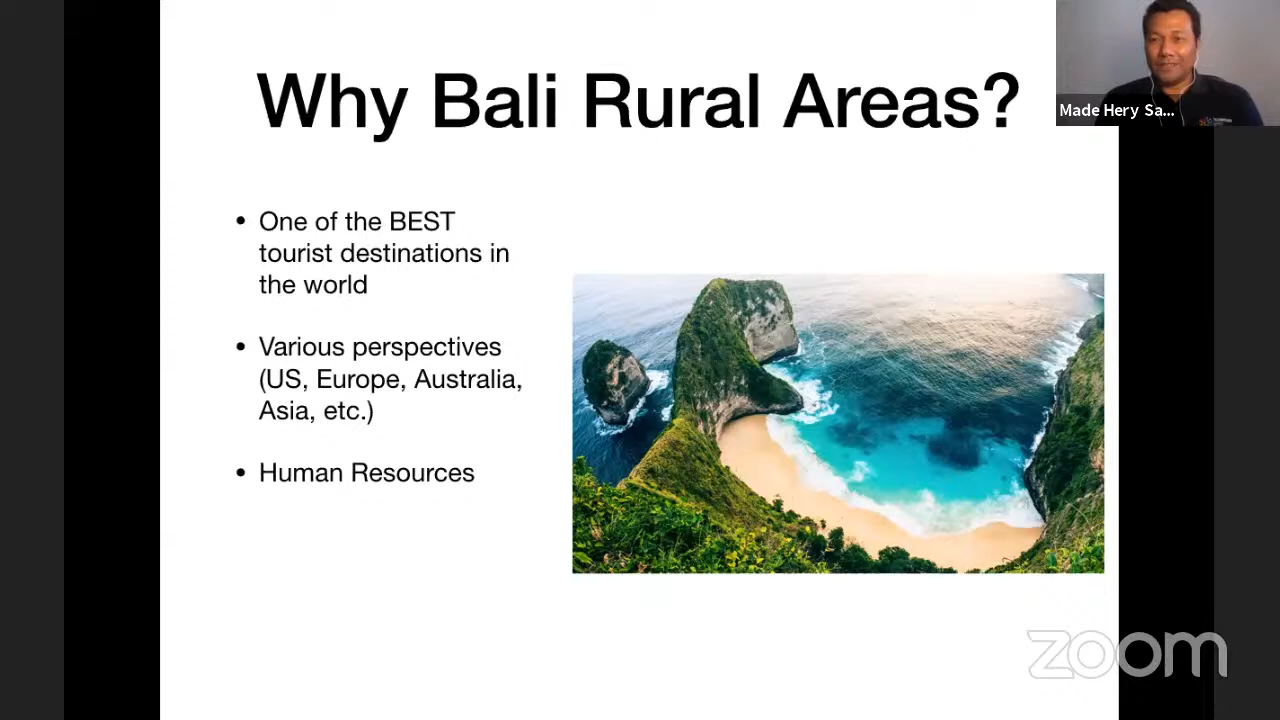 Why Bali Rural Areas?
Made Hery Sa...
• One of the BEST
tourist destinations in
the world
• Various perspectives
(US, Europe, Australia,
Asia, etc.)
• Human Resources
zoom